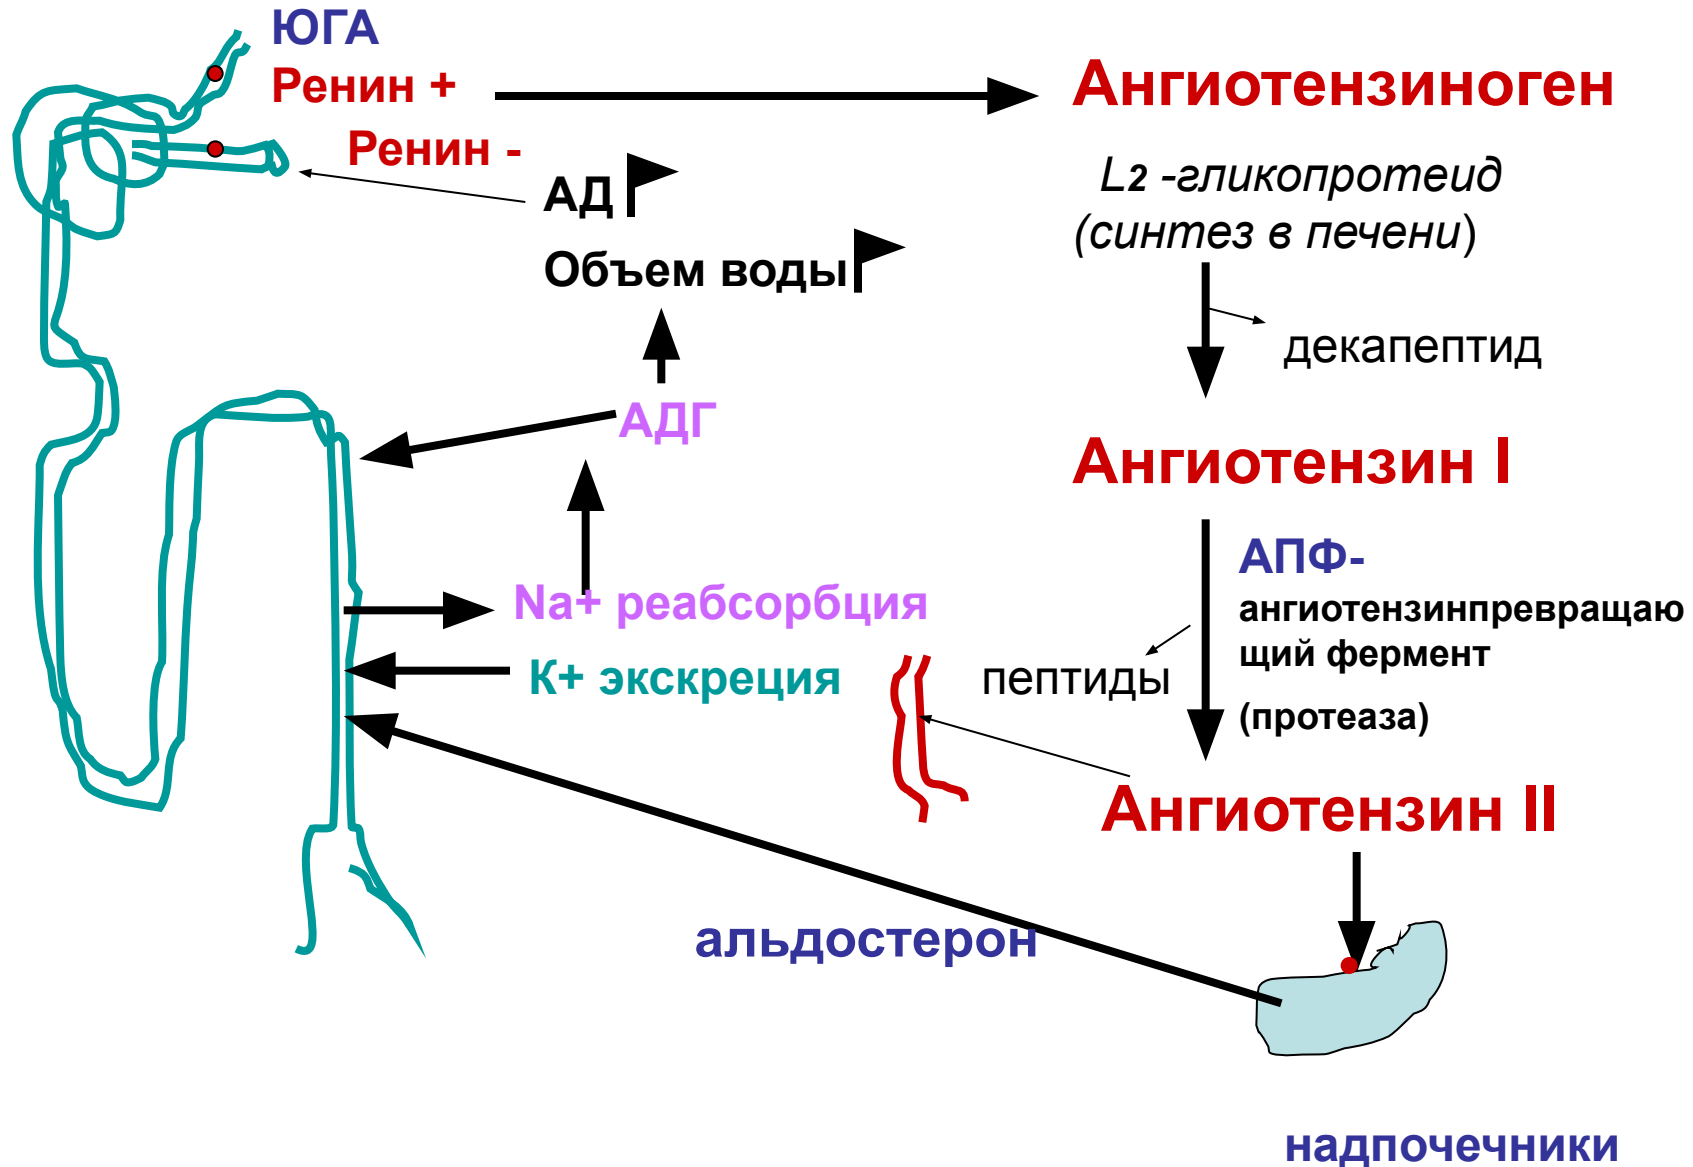 ЮГА
Ренин +
Ренин -
АД
Объем воды
АДГ
Na+ реабсорбция
К+ экскреция
альдостерон
Ангиотензиноген
L2 -гликопротеид
(синтез в печени)
декапептид
Ангиотензин I
АПФ-
ангиотензинпревращаю
щий фермент
(протеаза)
пептиды
Ангиотензин II
надпочечники